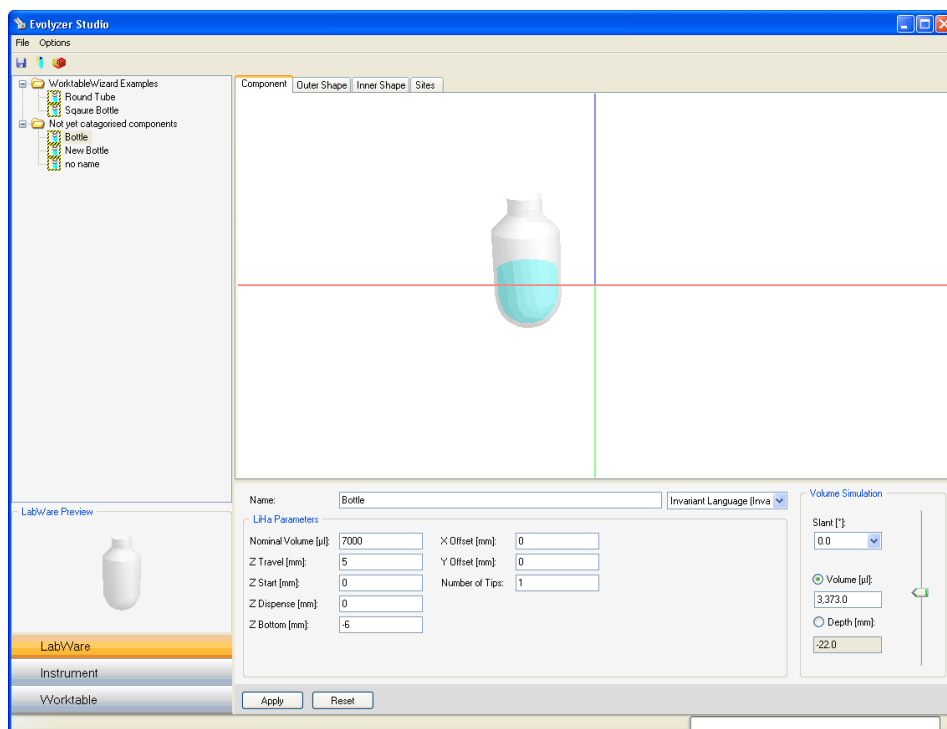 Evolyzer Studio
File Options
WorktableWizard Examples
Round Tube
Sqaure Bottle
Not yet catagorised components
Bottle
New Bottle
no name
LabWare Preview
LabWare
Instrument
Worktable
Component Outer Shape Inner Shape Sites
Name: Bottle Invariant Language (Inva
LiHa Parameters
Nominal Volume [µl]: 7000 X Offset [mm]: 0
Z Travel [mm]: 5 Y Offset [mm]: 0
Z Start [mm]: 0 Number of Tips: 1
Z Dispense [mm]: 0
Z Bottom [mm]: -6
Volume Simulation
Slant [°]:
0.0
Volume [µl]:
3,373.0
Depth [mm]:
-22.0
Apply Reset